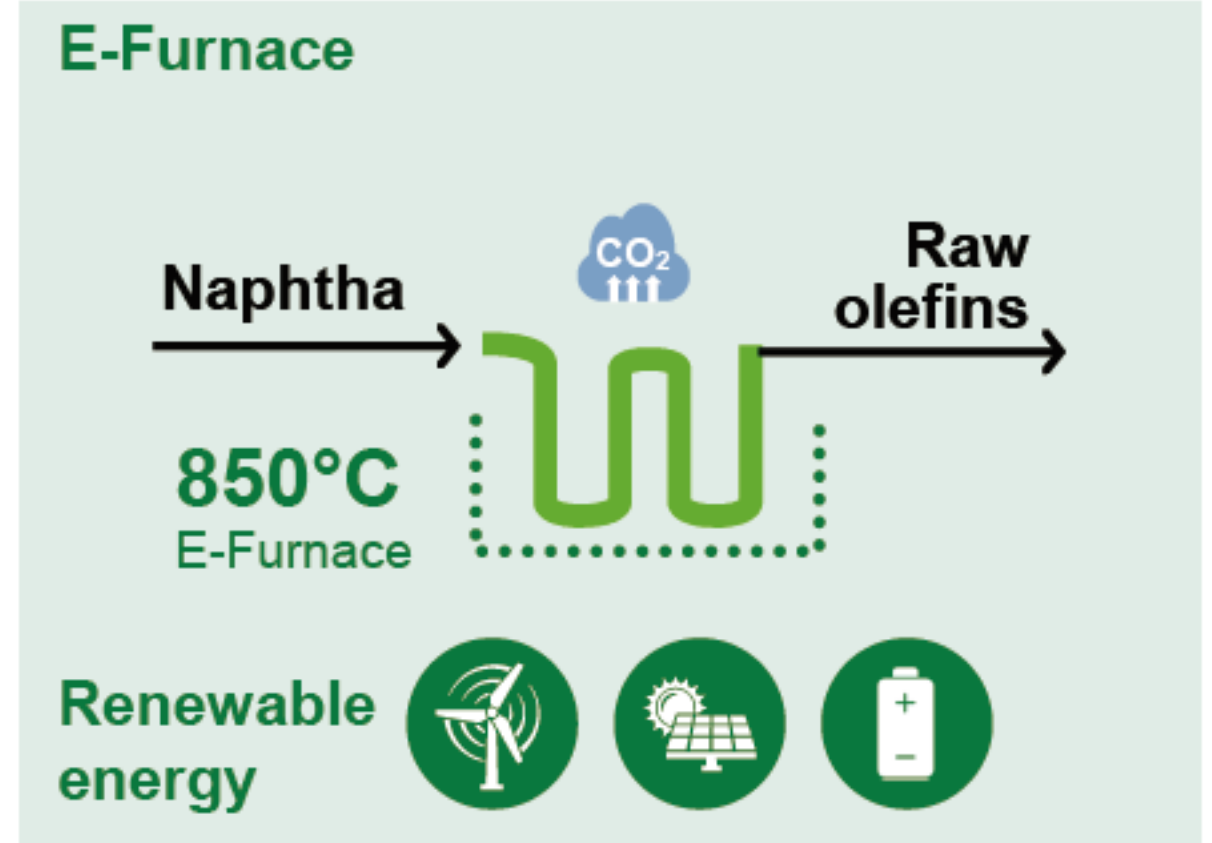 E-Furnace
CO₂
Naphtha
Raw
olefins
850°C
E-Furnace
Renewable
energy
+
−